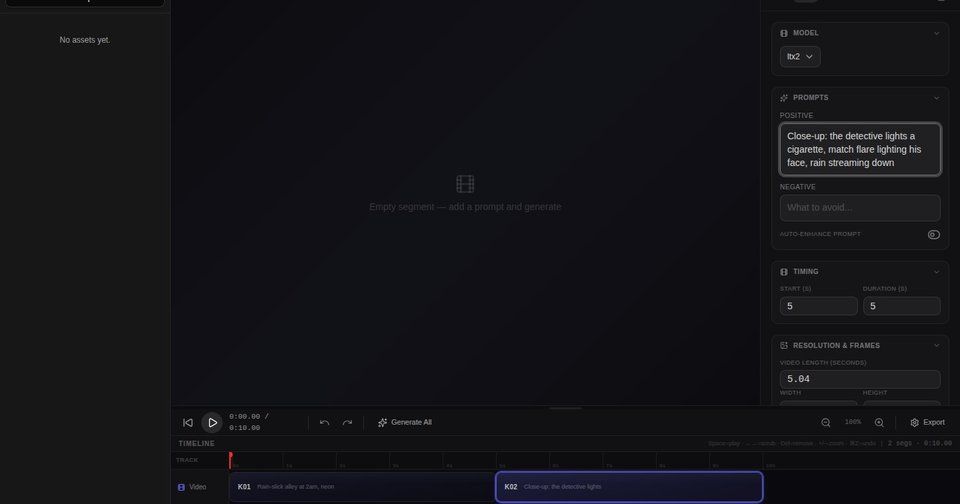 No assets yet.
Empty segment — add a prompt and generate
MODEL
ltx2
PROMPTS
POSITIVE
Close-up: the detective lights a
cigarette, match flare lighting his
face, rain streaming down
NEGATIVE
What to avoid...
AUTO-ENHANCE PROMPT
TIMING
START (S)
DURATION (S)
5
5
RESOLUTION & FRAMES
VIDEO LENGTH (SECONDS)
5.04
WIDTH
HEIGHT
0:00.00 /
0:10.00
Generate All
100%
Export
TIMELINE
2 segs · 0:10.00
TRACK
Video
K01
Rain-slick alley at 2am, neon
K02
Close-up: the detective lights